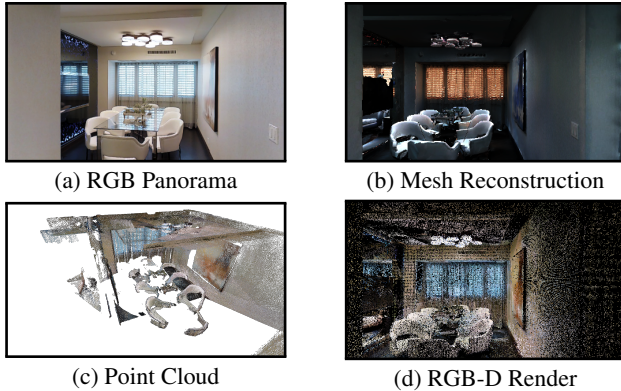 (a) RGB Panorama
(b) Mesh Reconstruction
(c) Point Cloud
(d) RGB-D Render